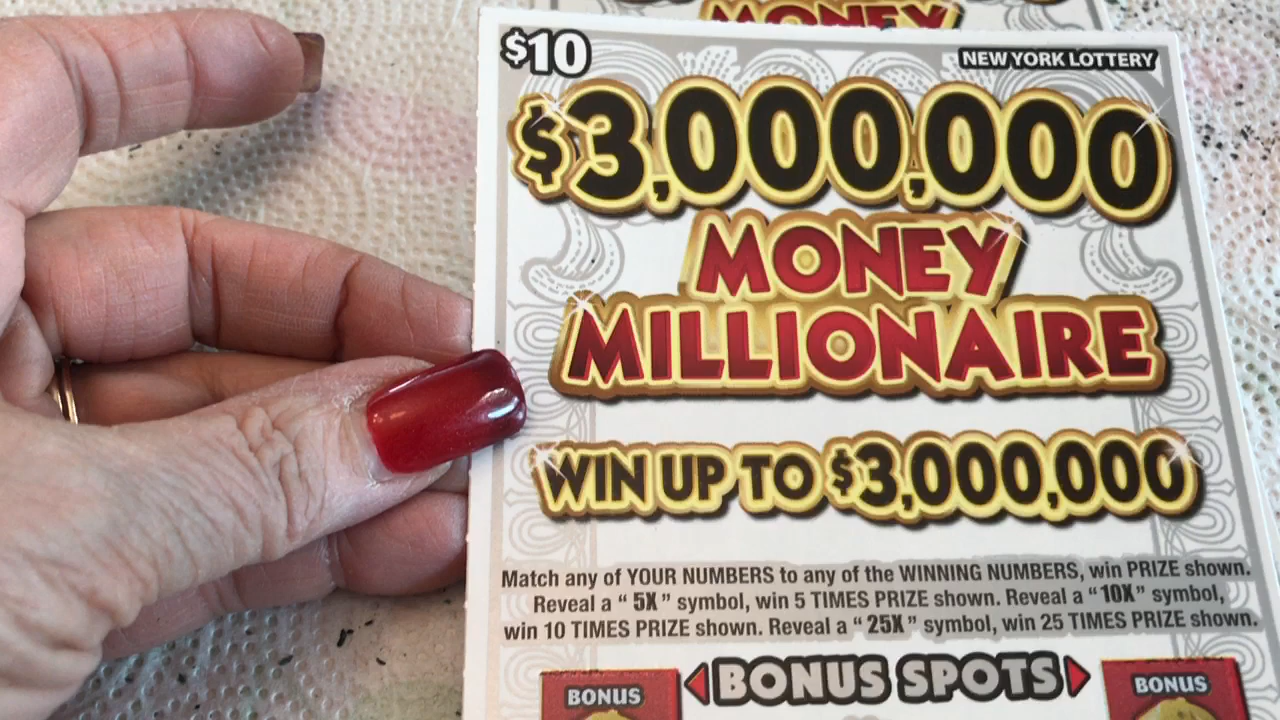 MONEY
$10
NEW YORK LOTTERY
$3,000,000
MONEY
MILLIONAIRE
WIN UP TO $3,000,000
Match any of YOUR NUMBERS to any of the WINNING NUMBERS, win PRIZE shown.
Reveal a “ 5X ” symbol, win 5 TIMES PRIZE shown. Reveal a “10X” symbol,
win 10 TIMES PRIZE shown. Reveal a “ 25X ” symbol, win 25 TIMES PRIZE shown.
BONUS SPOTS
BONUS
BONUS